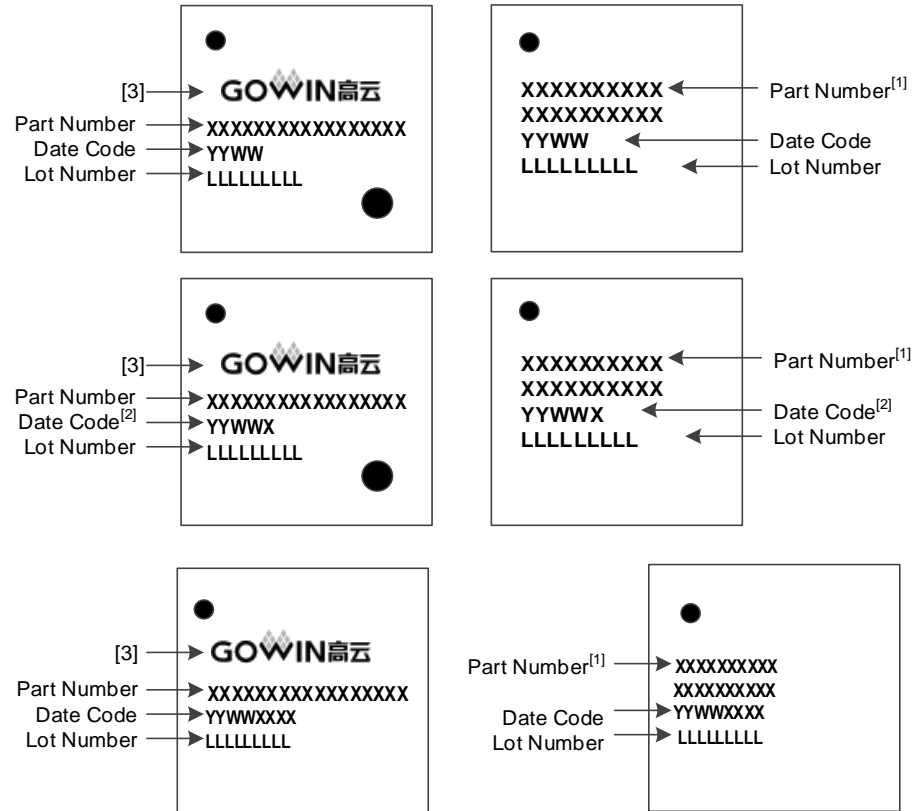 [3]
GOWIN高云
Part Number
XXXXXXXXXXXXXXXXX
Date Code
YYWW
Lot Number
LLLLLLLLL
XXXXXXXXXX
Part Number[1]
XXXXXXXXXX
YYWW
Date Code
LLLLLLLLL
Lot Number
[3]
GOWIN高云
Part Number
XXXXXXXXXXXXXXXXX
Date Code[2]
YYWWX
Lot Number
LLLLLLLLL
XXXXXXXXXX
Part Number[1]
XXXXXXXXXX
YYWWX
Date Code[2]
LLLLLLLLL
Lot Number
[3]
GOWIN高云
Part Number
XXXXXXXXXXXXXXXXX
Date Code
YYWWXXXX
Lot Number
LLLLLLLLL
Part Number[1]
XXXXXXXXXX
XXXXXXXXXX
Date Code
YYWWXXXX
Lot Number
LLLLLLLLL